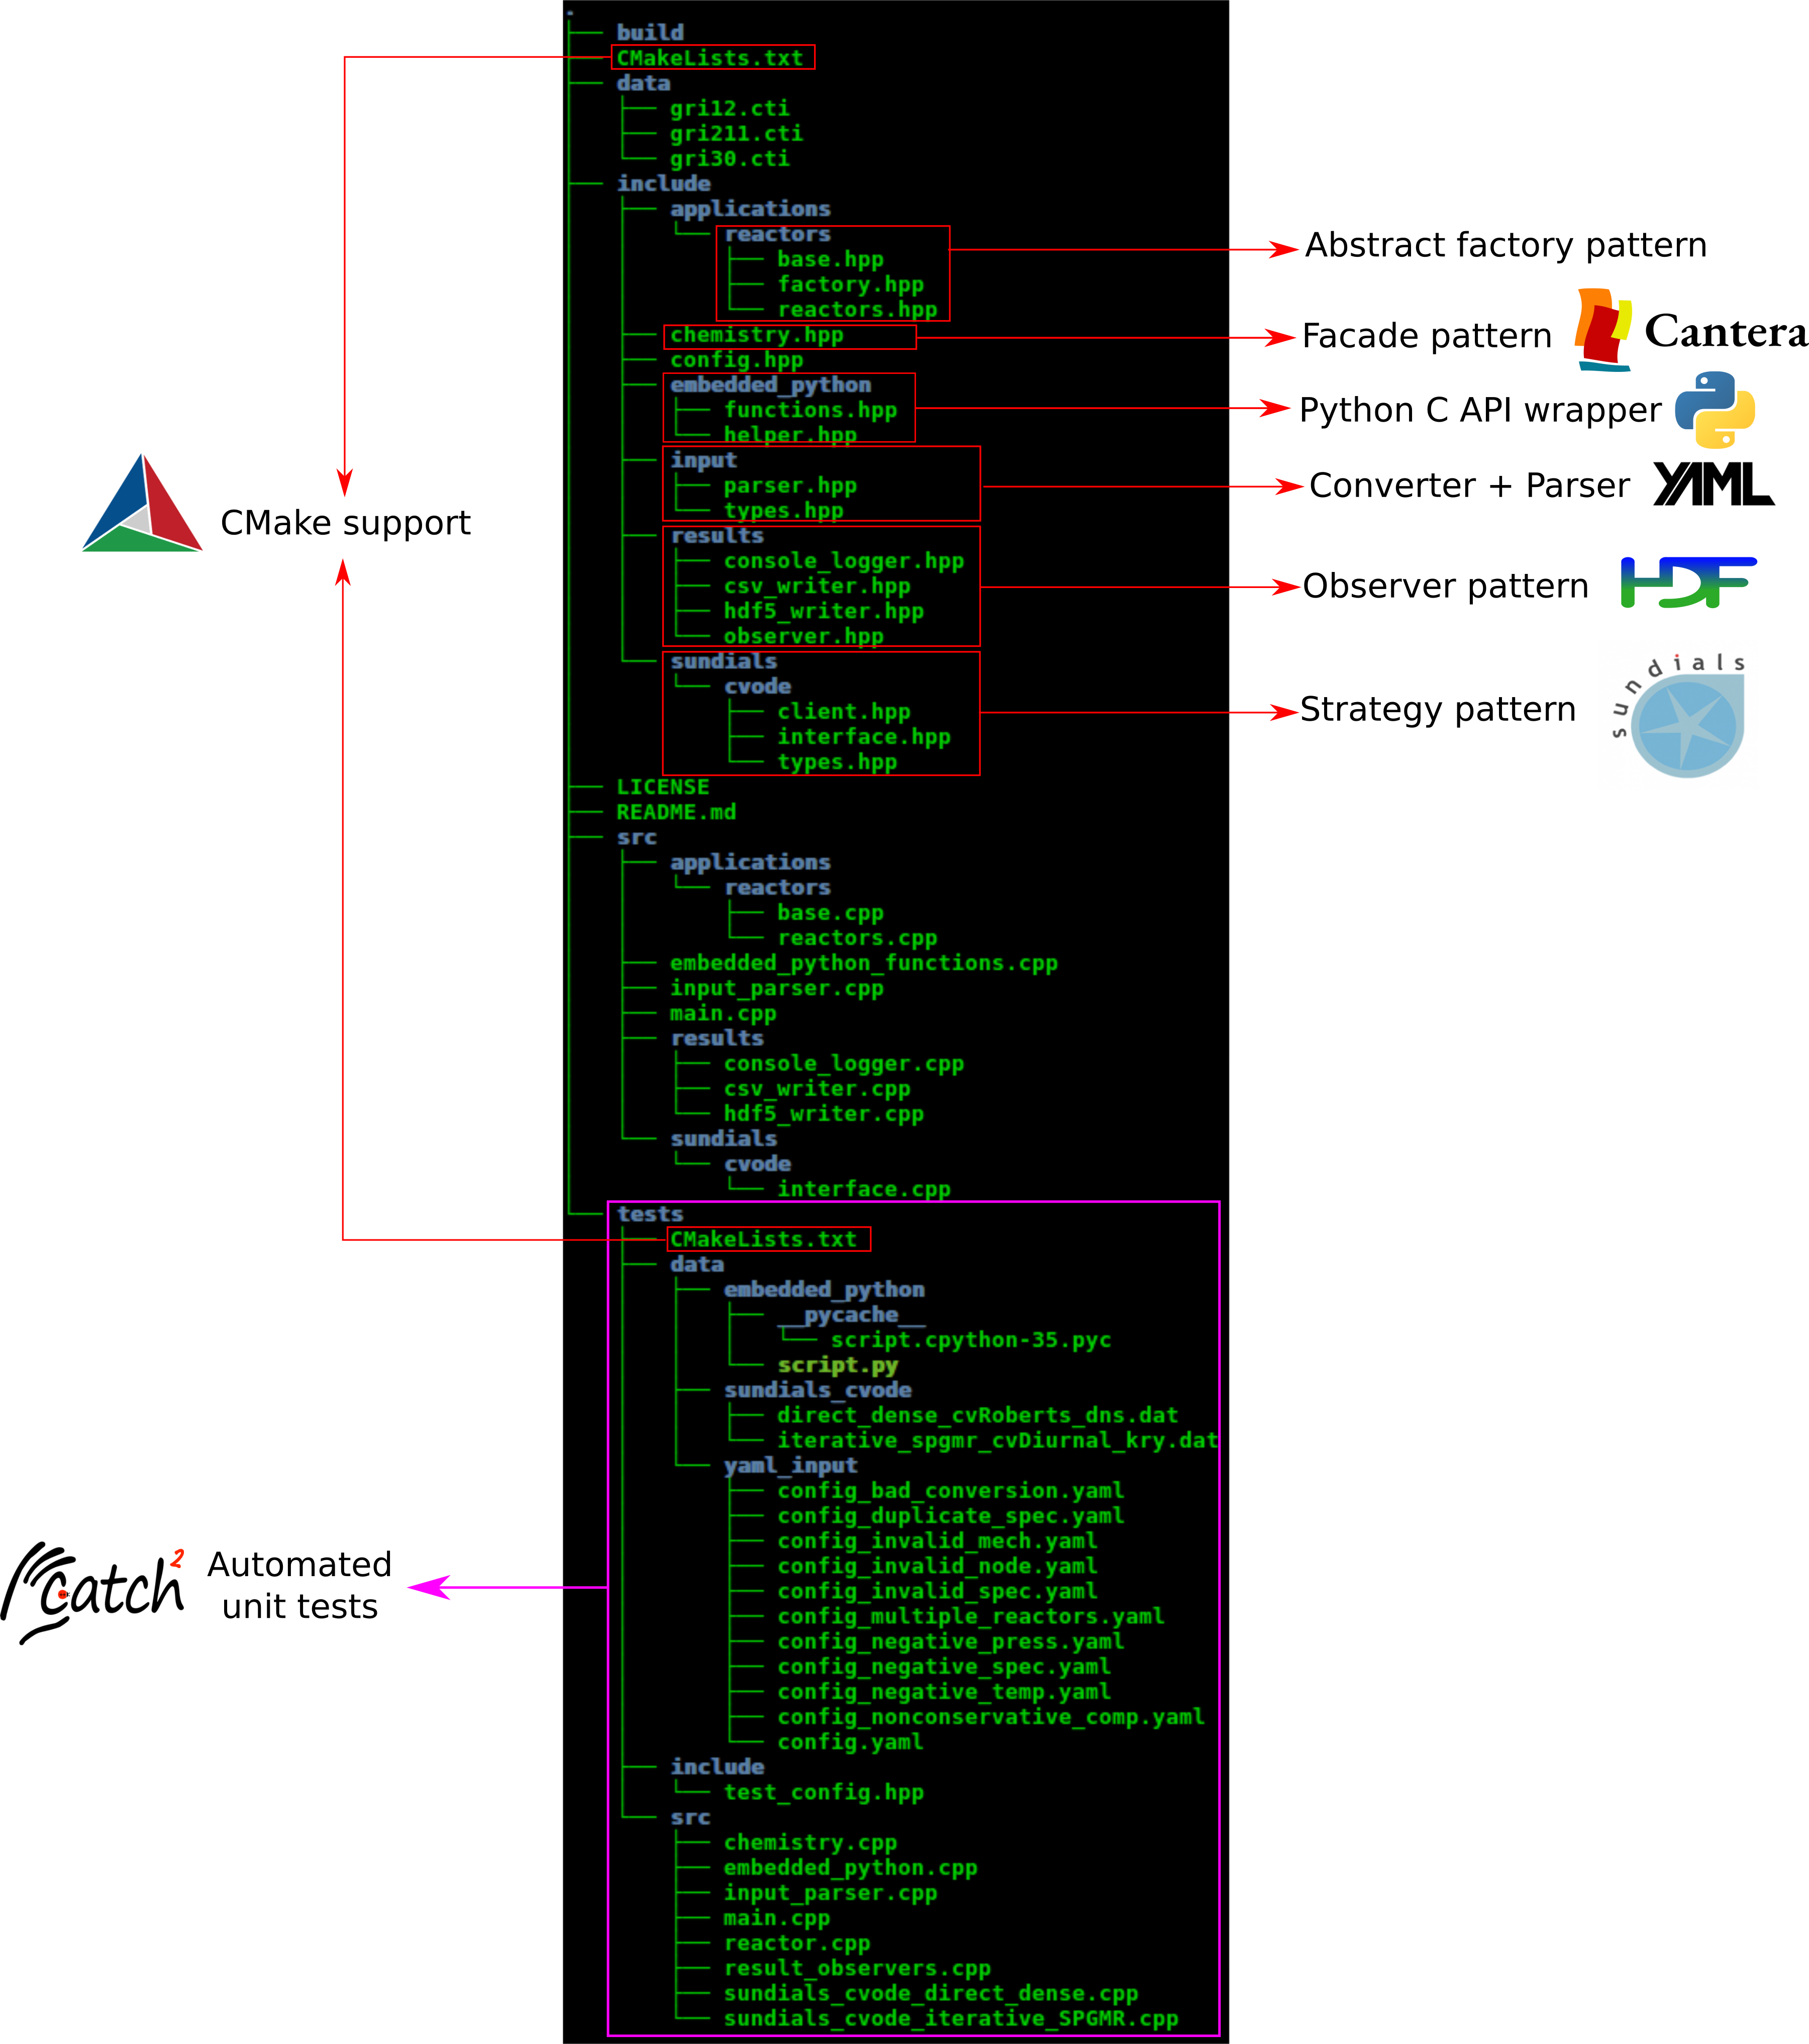 .
build
CMakeLists.txt
data
gri12.cti
gri211.cti
gri30.cti
include
applications
reactors
base.hpp
factory.hpp
reactors.hpp
chemistry.hpp
config.hpp
embedded_python
functions.hpp
helper.hpp
input
parser.hpp
types.hpp
results
console_logger.hpp
csv_writer.hpp
hdf5_writer.hpp
observer.hpp
sundials
cvode
client.hpp
interface.hpp
types.hpp
LICENSE
README.md
src
applications
reactors
base.cpp
reactors.cpp
embedded_python_functions.cpp
input_parser.cpp
main.cpp
results
console_logger.cpp
csv_writer.cpp
hdf5_writer.cpp
sundials
cvode
interface.cpp
tests
CMakeLists.txt
data
embedded_python
__pycache__
script.cpython-35.pyc
script.py
sundials_cvode
direct_dense_cvRoberts_dns.dat
iterative_spgmr_cvDiurnal_kry.dat
yaml_input
config_bad_conversion.yaml
config_duplicate_spec.yaml
config_invalid_mech.yaml
config_invalid_node.yaml
config_invalid_spec.yaml
config_multiple_reactors.yaml
config_negative_press.yaml
config_negative_spec.yaml
config_negative_temp.yaml
config_nonconservative_comp.yaml
config.yaml
include
test_config.hpp
src
chemistry.cpp
embedded_python.cpp
input_parser.cpp
main.cpp
reactor.cpp
result_observers.cpp
sundials_cvode_direct_dense.cpp
sundials_cvode_iterative_SPGMR.cpp
CMake support
catch2
Automated
unit tests
Abstract factory pattern
Facade pattern
Cantera
Python C API wrapper
Converter + Parser
YAML
Observer pattern
HDF
Strategy pattern
sundials